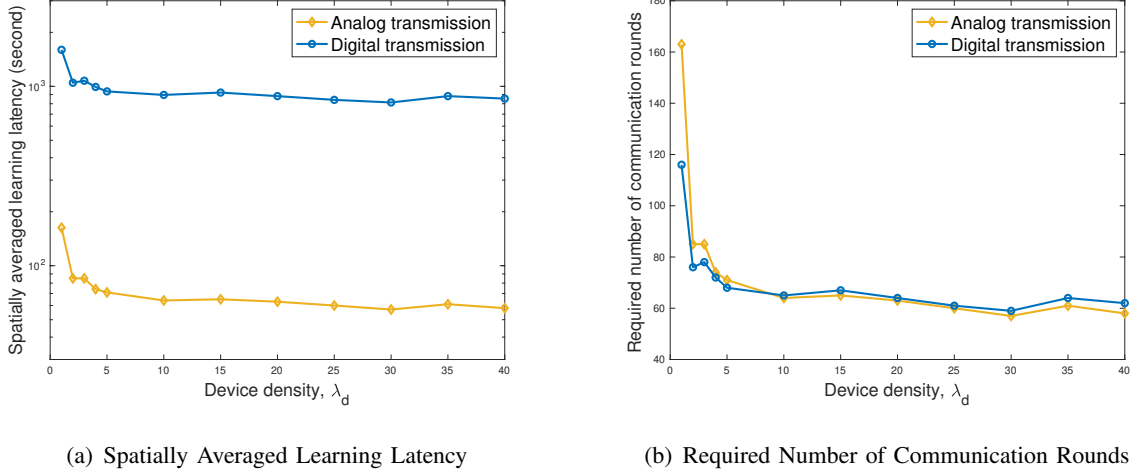 Spatially averaged learning latency (second)
10^3
10^2
Analog transmission
Digital transmission
0 5 10 15 20 25 30 35 40
Device density, λ_d
(a) Spatially Averaged Learning Latency
Required number of communication rounds
180
160
140
120
100
80
60
40
Analog transmission
Digital transmission
0 5 10 15 20 25 30 35 40
Device density, λ_d
(b) Required Number of Communication Rounds